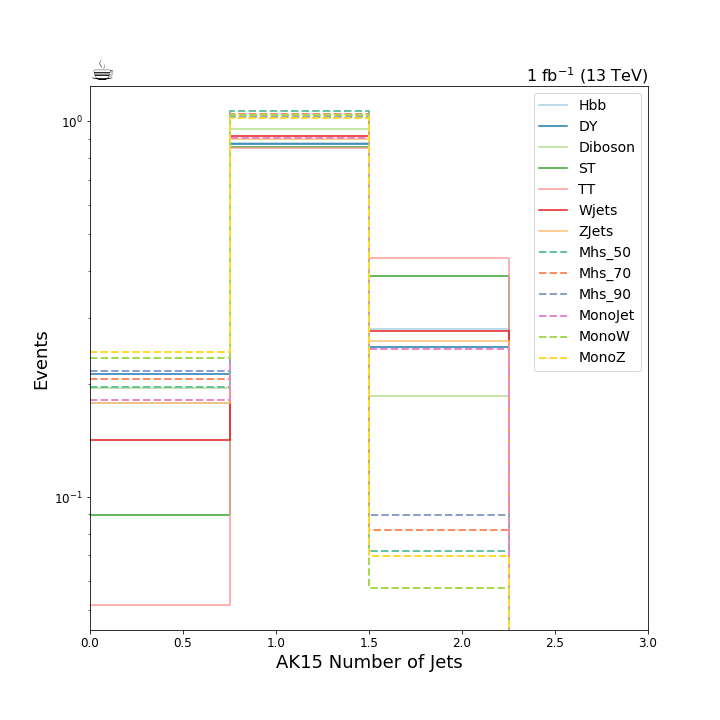 ☕ 1 fb⁻¹ (13 TeV)
Hbb
DY
Diboson
ST
TT
Wjets
ZJets
Mhs_50
Mhs_70
Mhs_90
MonoJet
MonoW
MonoZ
10⁰
10⁻¹
Events
0.0 0.5 1.0 1.5 2.0 2.5 3.0
AK15 Number of Jets